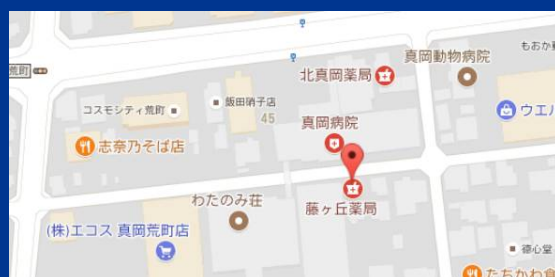 真岡動物病院
もおか動
荒町
北真岡薬局
飯田硝子店
コスモシティ荒町
45
ウエル
真岡病院
志奈乃そば店
わたのみ荘
藤ヶ丘薬局
(株)エコス 真岡荒町店
徳心堂
たちかわ食